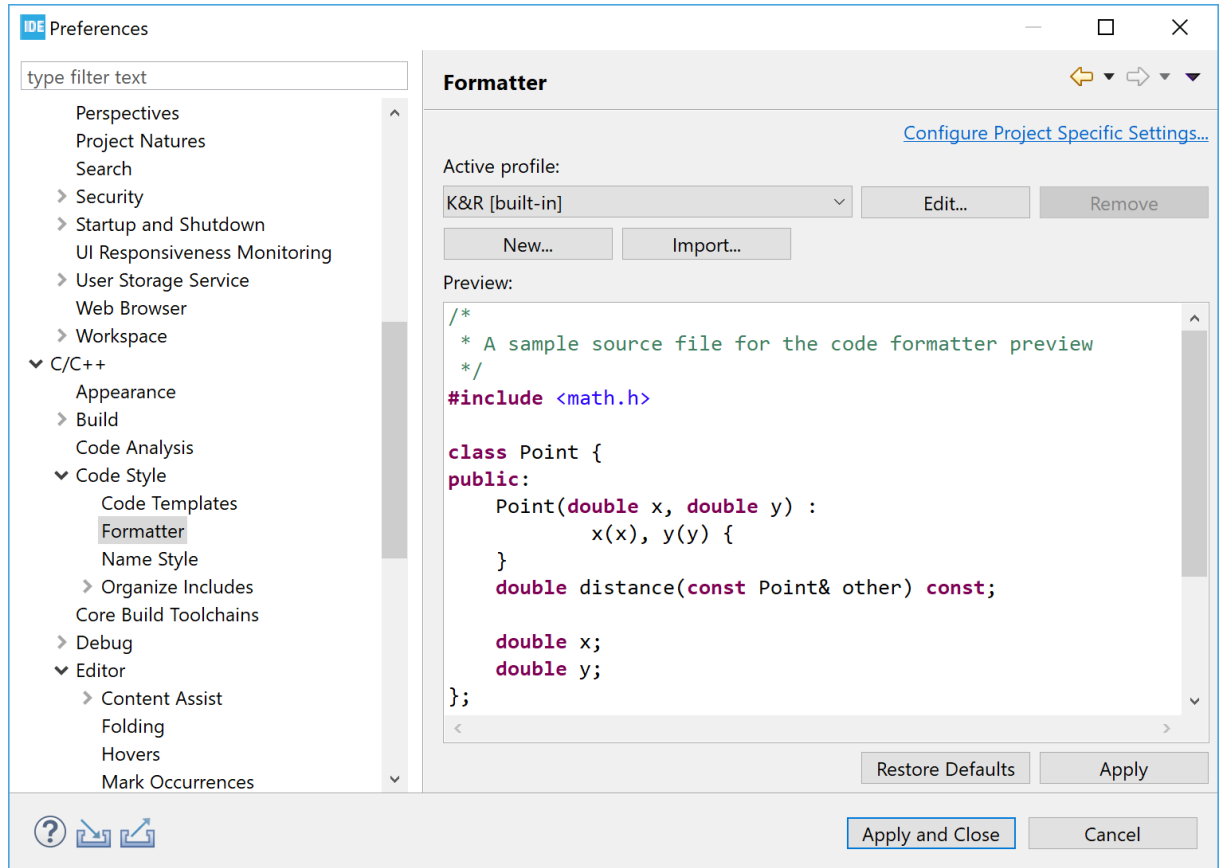 IDE Preferences
type filter text
Perspectives
Project Natures
Search
Security
Startup and Shutdown
UI Responsiveness Monitoring
User Storage Service
Web Browser
Workspace
C/C++
Appearance
Build
Code Analysis
Code Style
Code Templates
Formatter
Name Style
Organize Includes
Core Build Toolchains
Debug
Editor
Content Assist
Folding
Hovers
Mark Occurrences
Formatter
Configure Project Specific Settings...
Active profile:
K&R [built-in] Edit... Remove
New... Import...
Preview:
/*
 * A sample source file for the code formatter preview
 */
#include <math.h>

class Point {
public:
    Point(double x, double y) :
            x(x), y(y) {
    }
    double distance(const Point& other) const;

    double x;
    double y;
};
Restore Defaults Apply
? Apply and Close Cancel